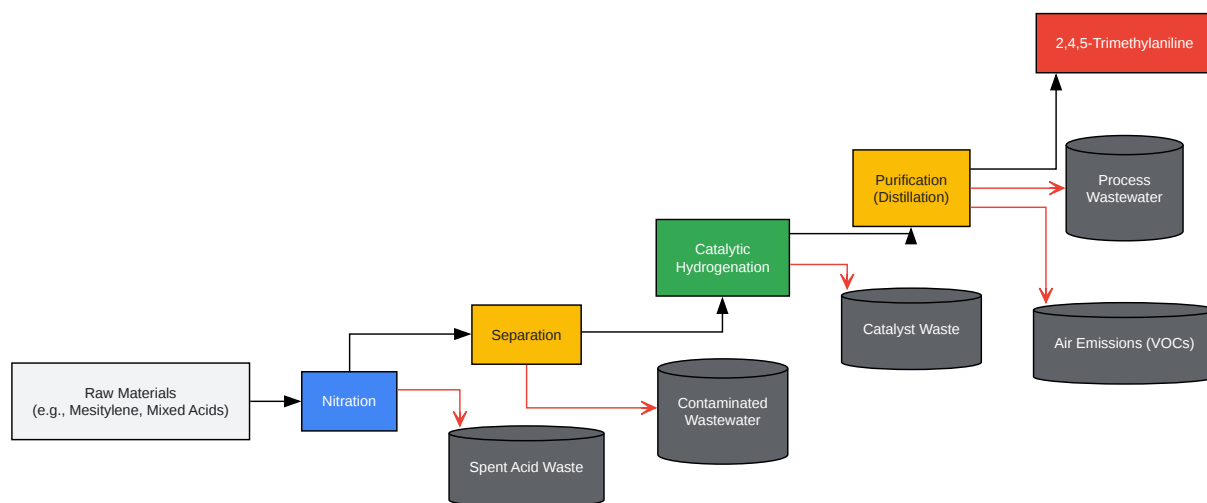 2,4,5-Trimethylaniline
Process
Wastewater
Purification
(Distillation)
Catalytic
Hydrogenation
Catalyst Waste
Air Emissions (VOCs)
Separation
Raw Materials
(e.g., Mesitylene, Mixed Acids)
Nitration
Contaminated
Wastewater
Spent Acid Waste